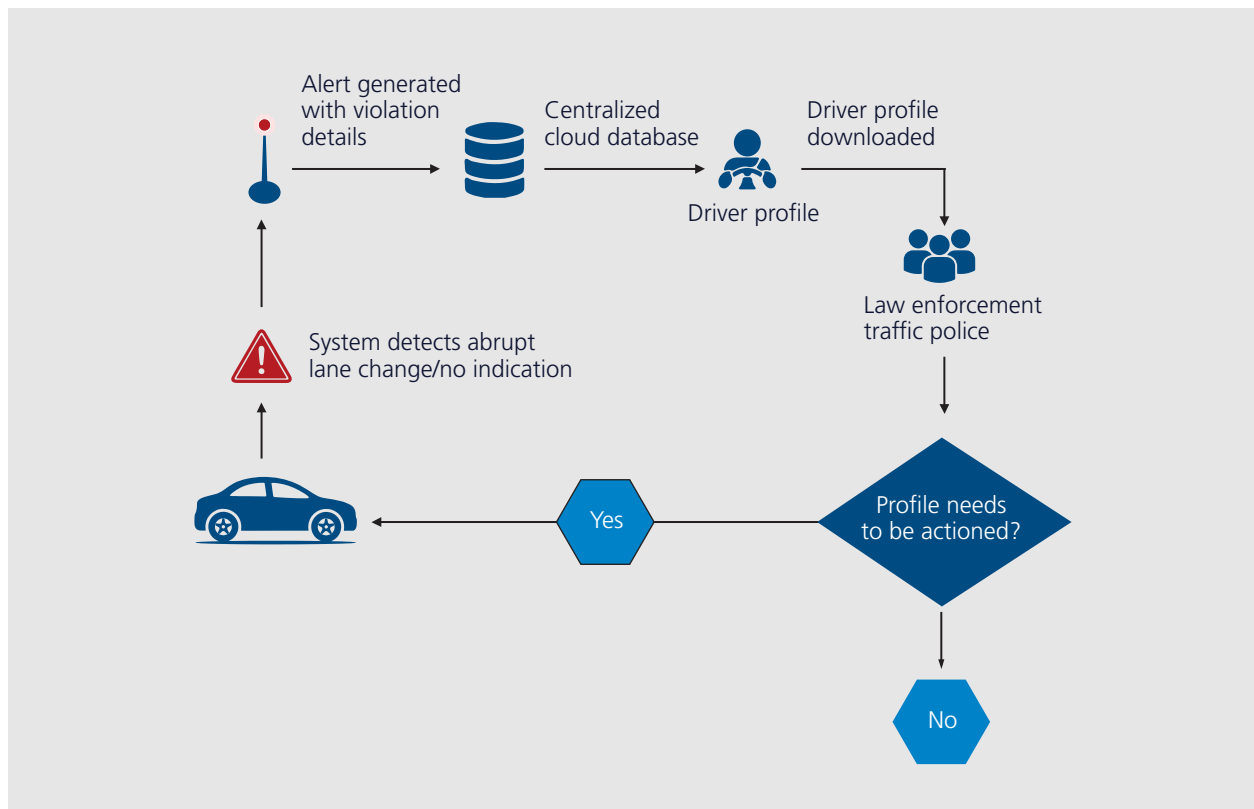 Alert generated
with violation
details
Centralized
cloud database
Driver profile
downloaded
Driver profile
Law enforcement
traffic police
System detects abrupt
lane change/no indication
Profile needs
to be actioned?
Yes
No